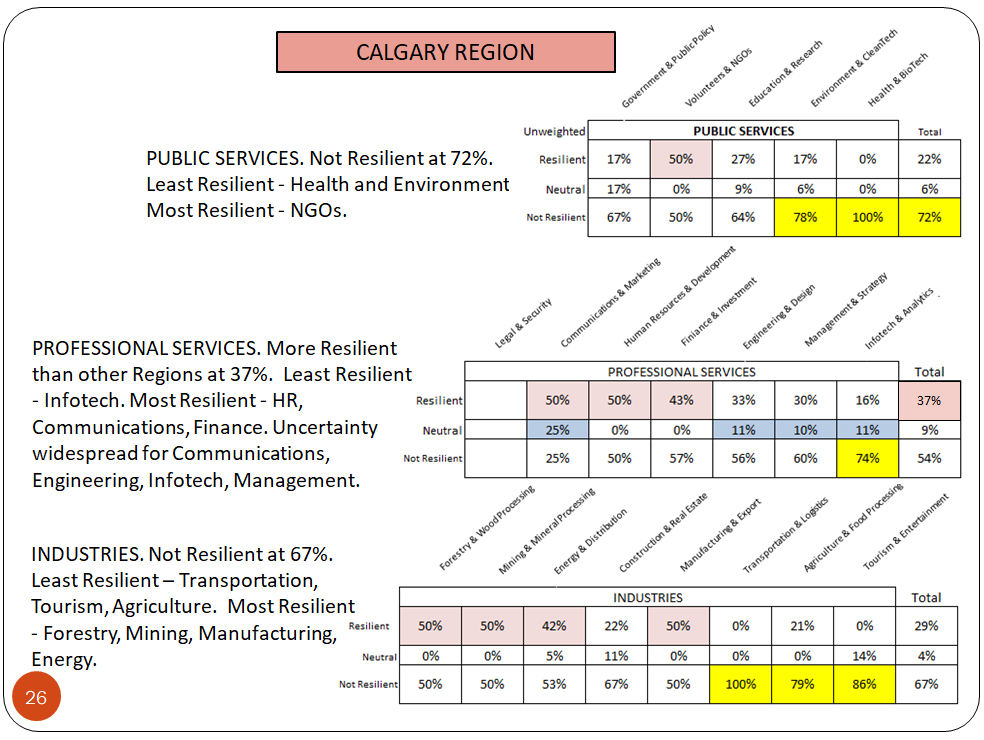 CALGARY REGION
Government & Public Policy
Volunteers & NGOs
Education & Research
Environment & CleanTech
Health & BioTech
PUBLIC SERVICES. Not Resilient at 72%.
Least Resilient - Health and Environment
Most Resilient - NGOs.
Unweighted PUBLIC SERVICES Total
Resilient 17% 50% 27% 17% 0% 22%
Neutral 17% 0% 9% 6% 0% 6%
Not Resilient 67% 50% 64% 78% 100% 72%
Legal & Security
Communications & Marketing
Human Resources & Development
Finance & Investment
Engineering & Design
Management & Strategy
Infotech & Analytics
PROFESSIONAL SERVICES. More Resilient
than other Regions at 37%. Least Resilient
- Infotech. Most Resilient - HR,
Communications, Finance. Uncertainty
widespread for Communications,
Engineering, Infotech, Management.
PROFESSIONAL SERVICES Total
Resilient 50% 50% 43% 33% 30% 16% 37%
Neutral 25% 0% 0% 11% 10% 11% 9%
Not Resilient 25% 50% 57% 56% 60% 74% 54%
Forestry & Wood Processing
Mining & Mineral Processing
Energy & Distribution
Construction & Real Estate
Manufacturing & Export
Transportation & Logistics
Agriculture & Food Processing
Tourism & Entertainment
INDUSTRIES. Not Resilient at 67%.
Least Resilient – Transportation,
Tourism, Agriculture. Most Resilient
- Forestry, Mining, Manufacturing,
Energy.
INDUSTRIES Total
Resilient 50% 50% 42% 22% 50% 0% 21% 0% 29%
Neutral 0% 0% 5% 11% 0% 0% 0% 14% 4%
Not Resilient 50% 50% 53% 67% 50% 100% 79% 86% 67%
26